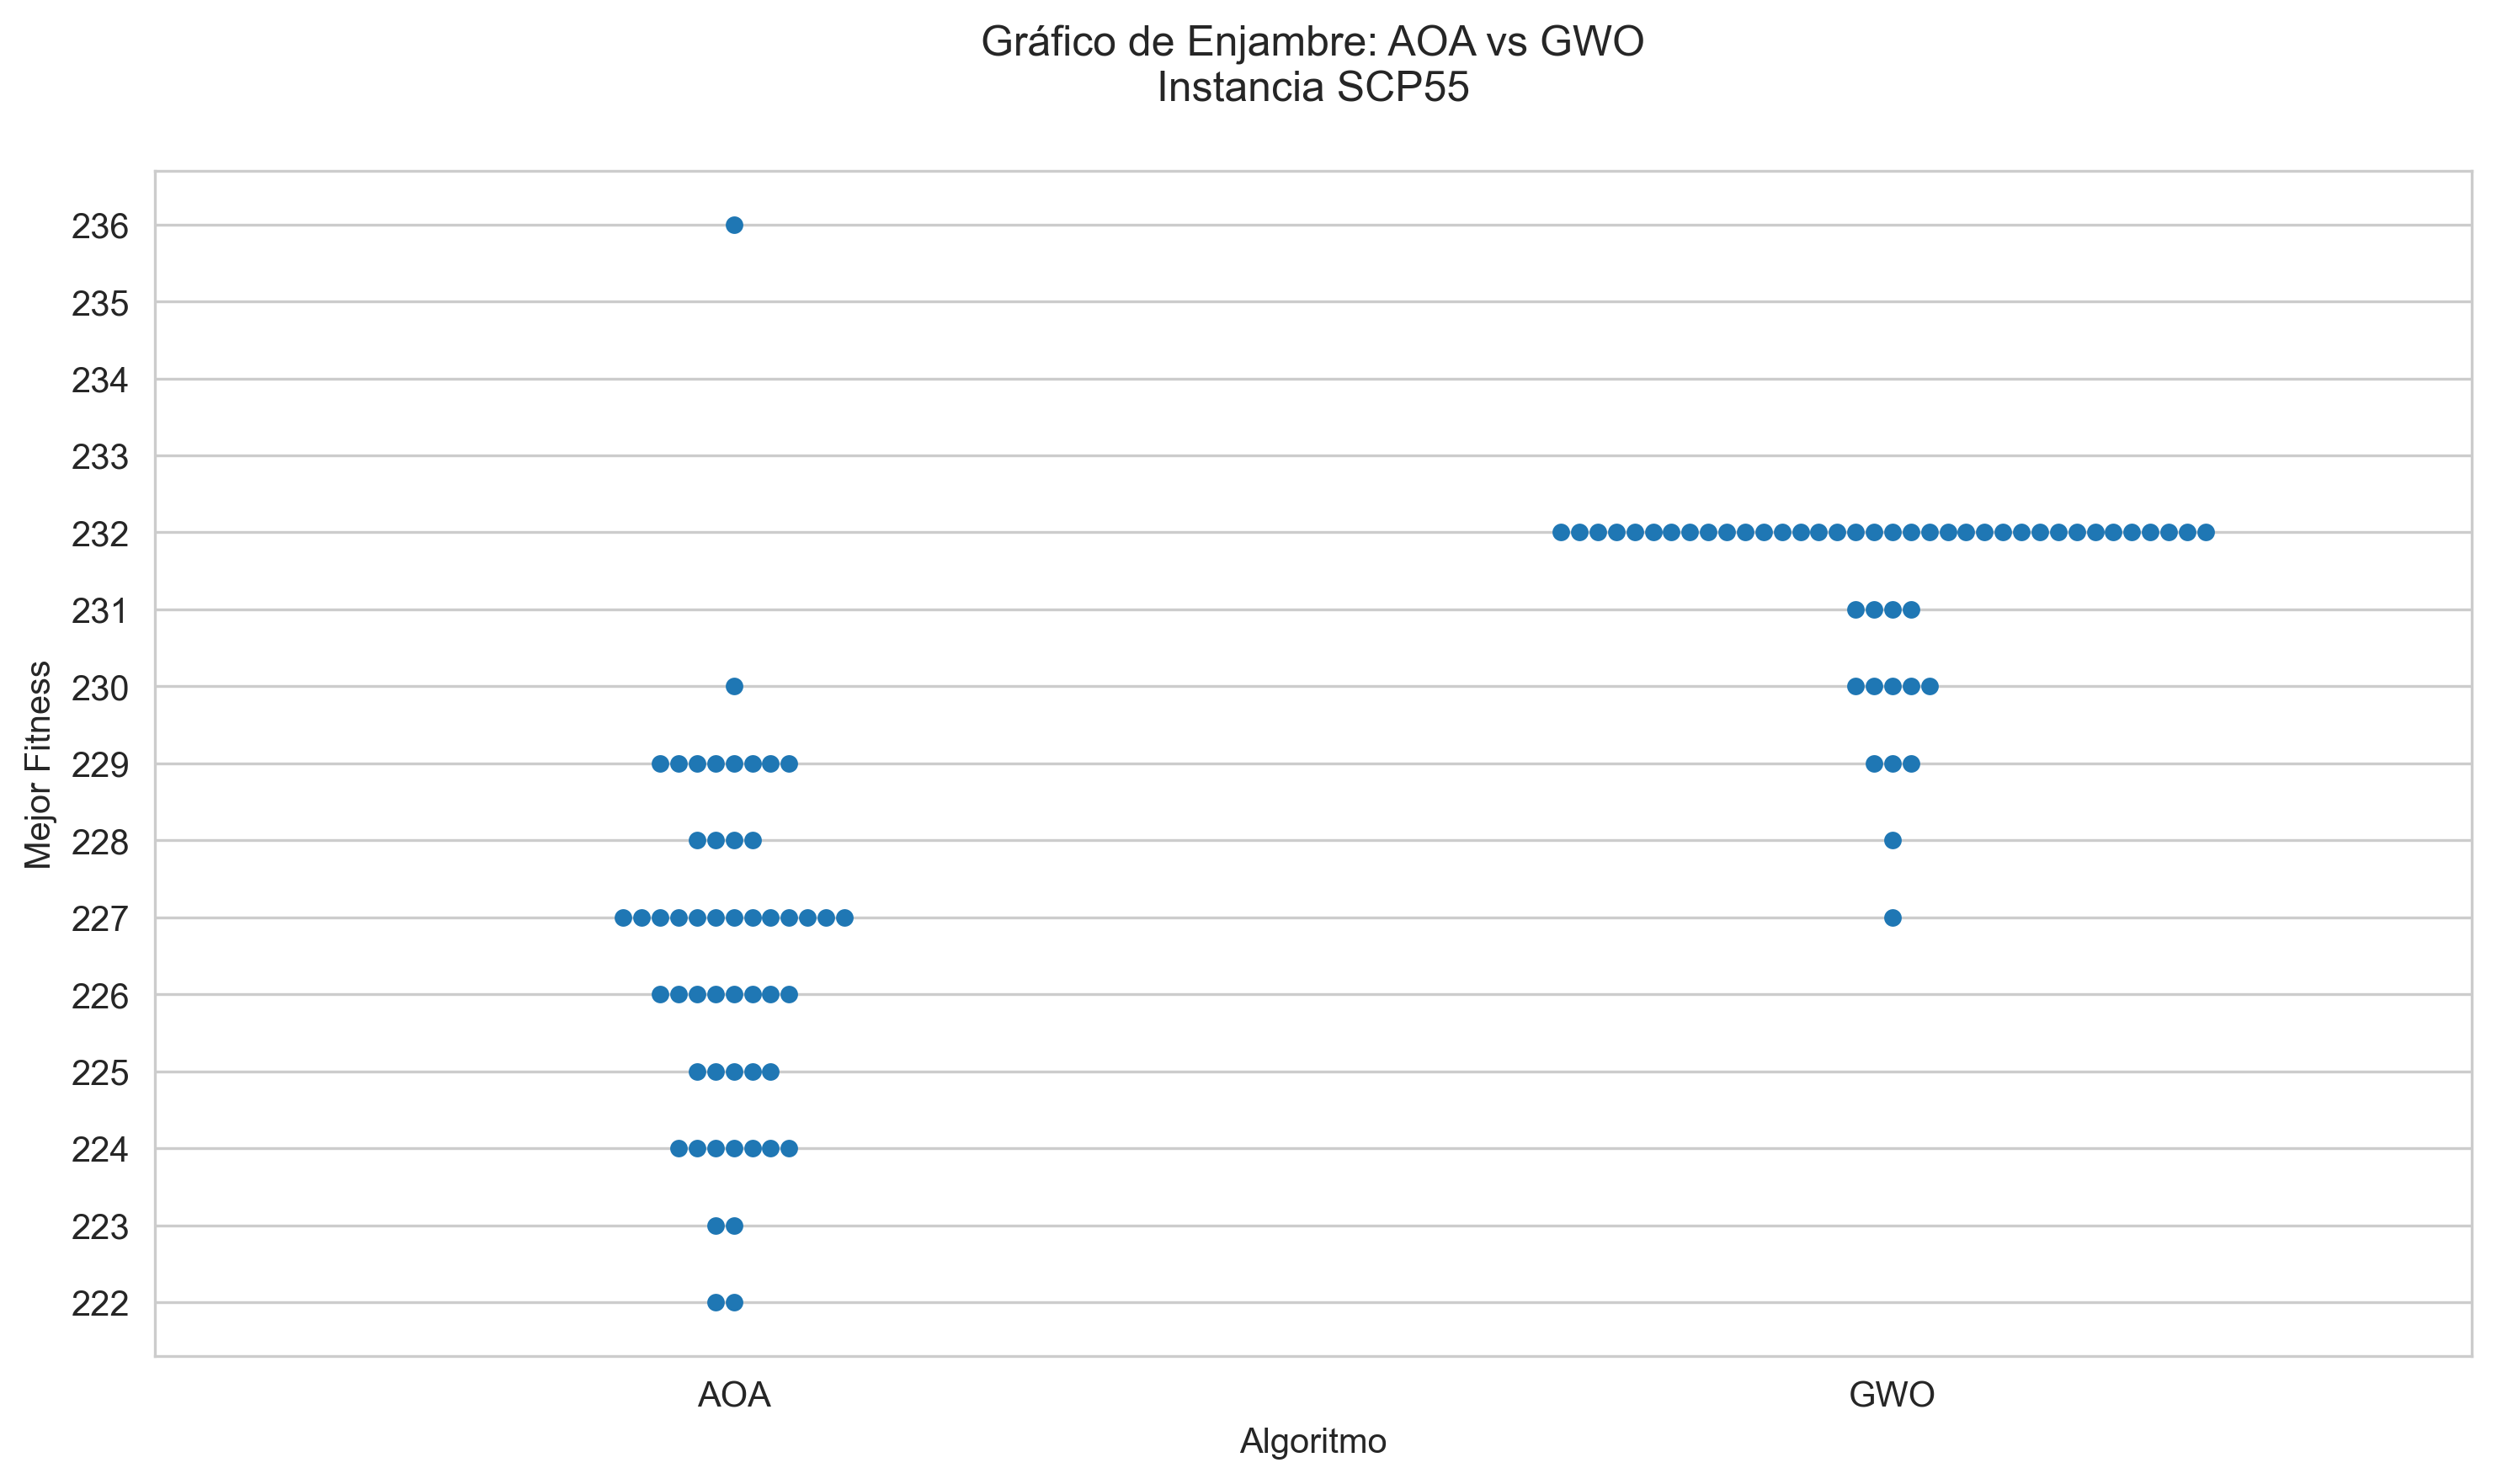 Gráfico de Enjambre: AOA vs GWO
Instancia SCP55
Mejor Fitness
236
235
234
233
232
231
230
229
228
227
226
225
224
223
222
AOA
GWO
Algoritmo